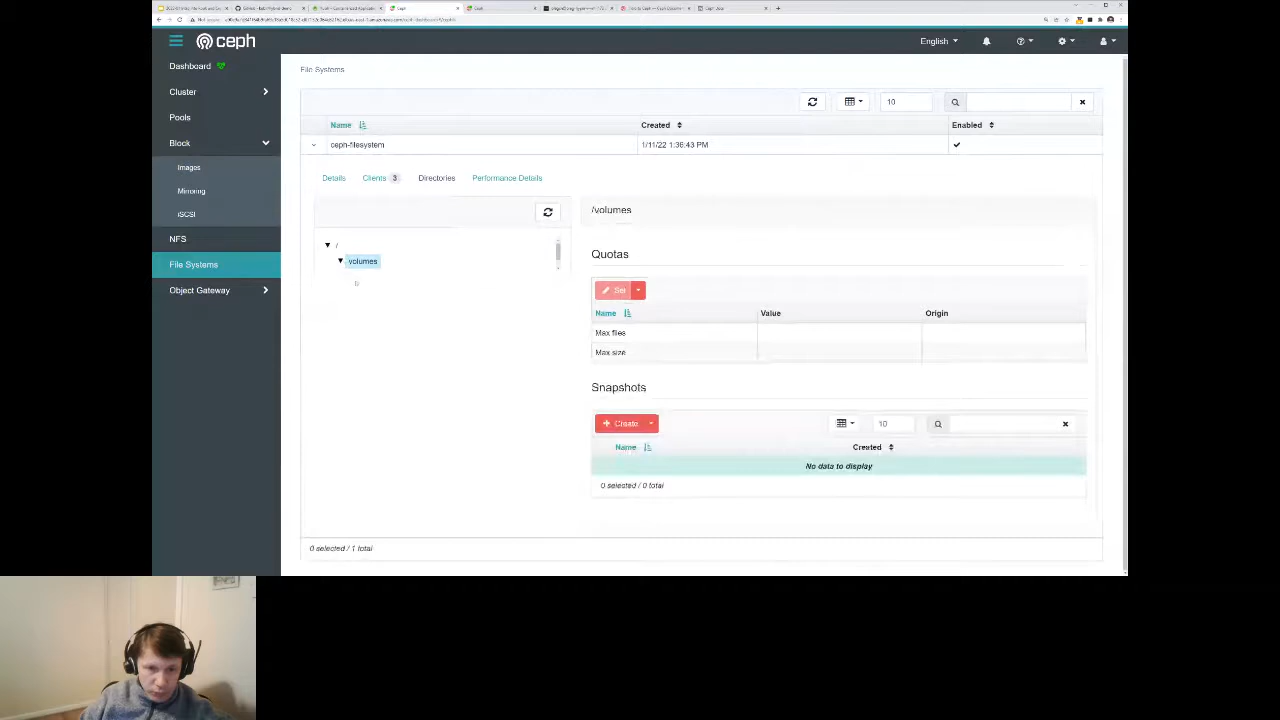 ceph
English
Dashboard
Cluster
Pools
Block
Images
Mirroring
iSCSI
NFS
File Systems
Object Gateway
File Systems
10
Name
Created
Enabled
ceph-filesystem
1/11/22 1:36:43 PM
Details
Clients 3
Directories
Performance Details
/
volumes
/volumes
Quotas
Set
Name
Value
Origin
Max files
Max size
Snapshots
Create
10
Name
Created
No data to display
0 selected / 0 total
0 selected / 1 total